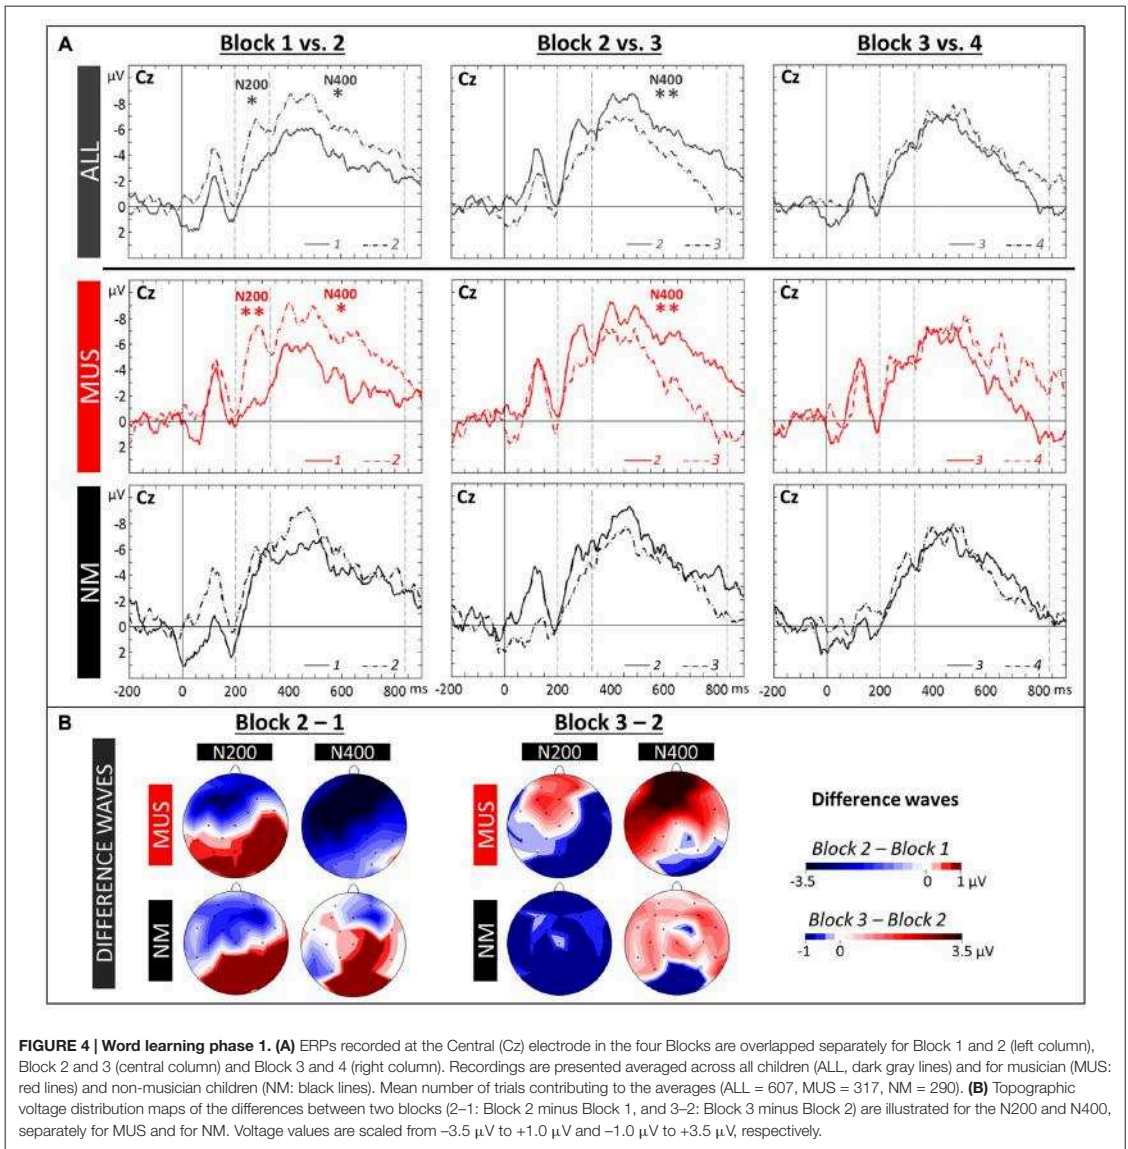 A
Block 1 vs. 2
Block 2 vs. 3
Block 3 vs. 4
ALL
µV
Cz
N200
*
N400
*
-8
-6
-4
-2
0
2
1
2
Cz
N400
**
2
3
Cz
3
4
MUS
µV
Cz
N200
**
N400
*
-8
-6
-4
-2
0
2
1
2
Cz
N400
**
2
3
Cz
3
4
NM
µV
Cz
-8
-6
-4
-2
0
2
1
2
Cz
2
3
Cz
3
4
-200 0 200 400 600 800 ms
-200 0 200 400 600 800 ms
-200 0 200 400 600 800 ms
B
DIFFERENCE WAVES
Block 2 – 1
Block 3 – 2
N200
N400
N200
N400
MUS
MUS
NM
NM
Difference waves
Block 2 – Block 1
-3.5 0 1 µV
Block 3 – Block 2
-1 0 3.5 µV
FIGURE 4 | Word learning phase 1. (A) ERPs recorded at the Central (Cz) electrode in the four Blocks are overlapped separately for Block 1 and 2 (left column),
Block 2 and 3 (central column) and Block 3 and 4 (right column). Recordings are presented averaged across all children (ALL, dark gray lines) and for musician (MUS:
red lines) and non-musician children (NM: black lines). Mean number of trials contributing to the averages (ALL = 607, MUS = 317, NM = 290). (B) Topographic
voltage distribution maps of the differences between two blocks (2–1: Block 2 minus Block 1, and 3–2: Block 3 minus Block 2) are illustrated for the N200 and N400,
separately for MUS and for NM. Voltage values are scaled from –3.5 µV to +1.0 µV and –1.0 µV to +3.5 µV, respectively.